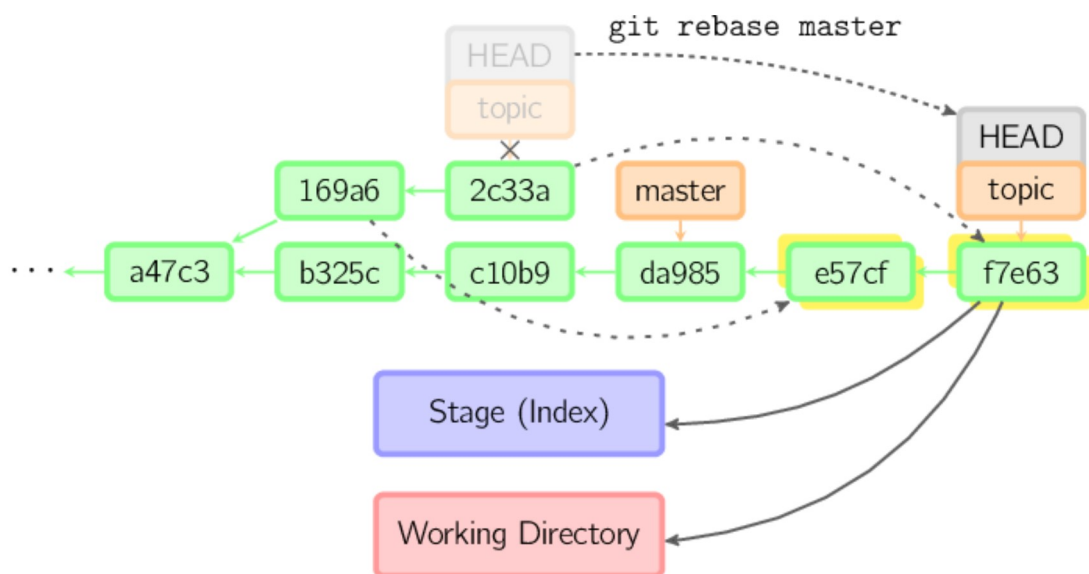 git rebase master
HEAD
topic
HEAD
topic
169a6
2c33a
master
... a47c3
b325c
c10b9
da985
e57cf
f7e63
Stage (Index)
Working Directory